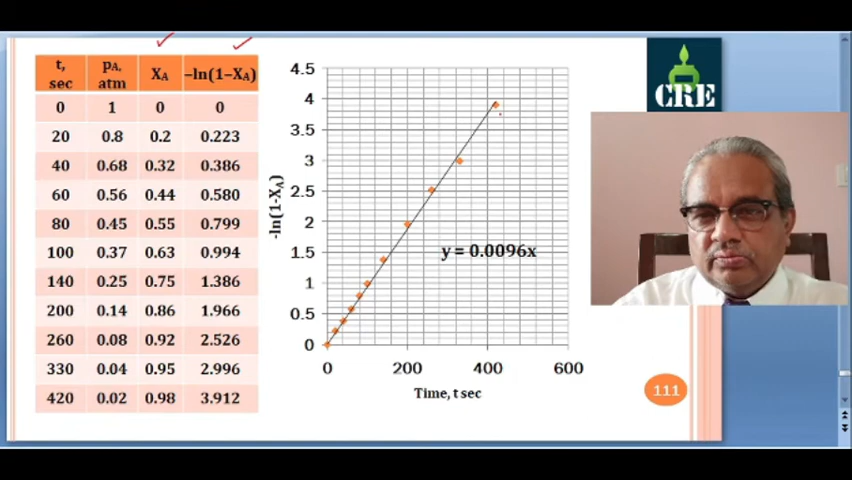 t, sec pA, atm XA −ln(1−XA)
0 1 0 0
20 0.8 0.2 0.223
40 0.68 0.32 0.386
60 0.56 0.44 0.580
80 0.45 0.55 0.799
100 0.37 0.63 0.994
140 0.25 0.75 1.386
200 0.14 0.86 1.966
260 0.08 0.92 2.526
330 0.04 0.95 2.996
420 0.02 0.98 3.912
4.5
4
3.5
3
2.5
2
1.5
1
0.5
0
-ln(1-XA)
y = 0.0096x
0 200 400 600
Time, t sec
CRE
111